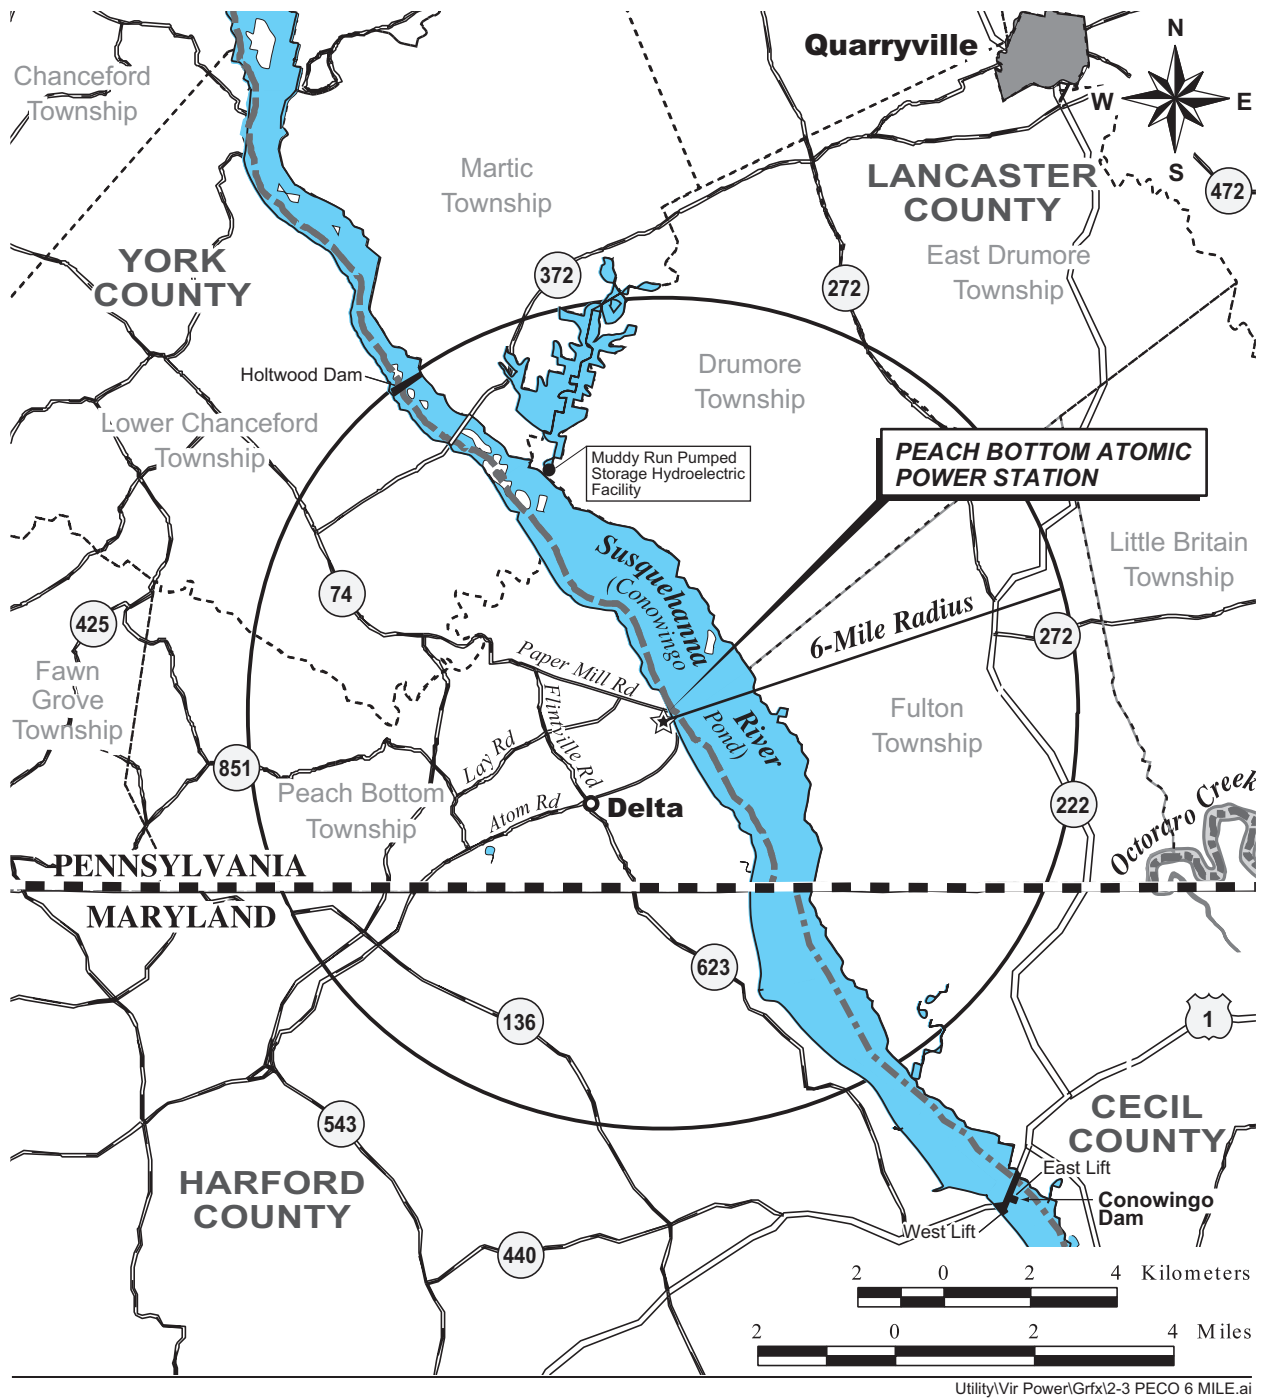 Quarryville
N
W
E
S
Chanceford
Township
Martic
Township
LANCASTER
COUNTY
472
YORK
COUNTY
East Drumore
Township
372
272
Holtwood Dam
Drumore
Township
Lower Chanceford
Township
PEACH BOTTOM ATOMIC
POWER STATION
Muddy Run Pumped
Storage Hydroelectric
Facility
Susquehanna
(Conowingo
River
Pond)
Little Britain
Township
74
425
6-Mile Radius
272
Paper Mill Rd
Fawn
Grove
Township
Flintville Rd
Fulton
Township
Lay Rd
851
Peach Bottom
Township
Atom Rd
Delta
222
Octoraro Creek
PENNSYLVANIA
MARYLAND
623
136
1
543
CECIL
COUNTY
HARFORD
COUNTY
East Lift
Conowingo
Dam
West Lift
440
2 0 2 4 Kilometers
2 0 2 4 Miles
Utility\Vir Power\Grfx\2-3 PECO 6 MILE.ai